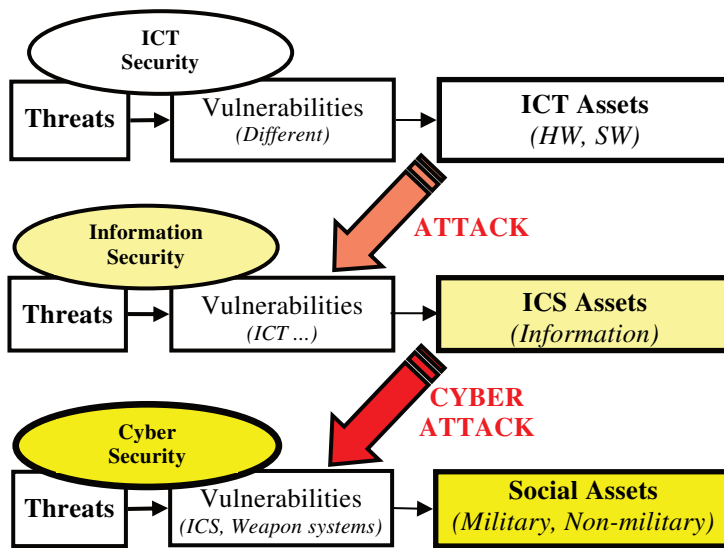 ICT
Security
Threats
Vulnerabilities
(Different)
ICT Assets
(HW, SW)
ATTACK
Information
Security
Threats
Vulnerabilities
(ICT ...)
ICS Assets
(Information)
CYBER
ATTACK
Cyber
Security
Threats
Vulnerabilities
(ICS, Weapon systems)
Social Assets
(Military, Non-military)